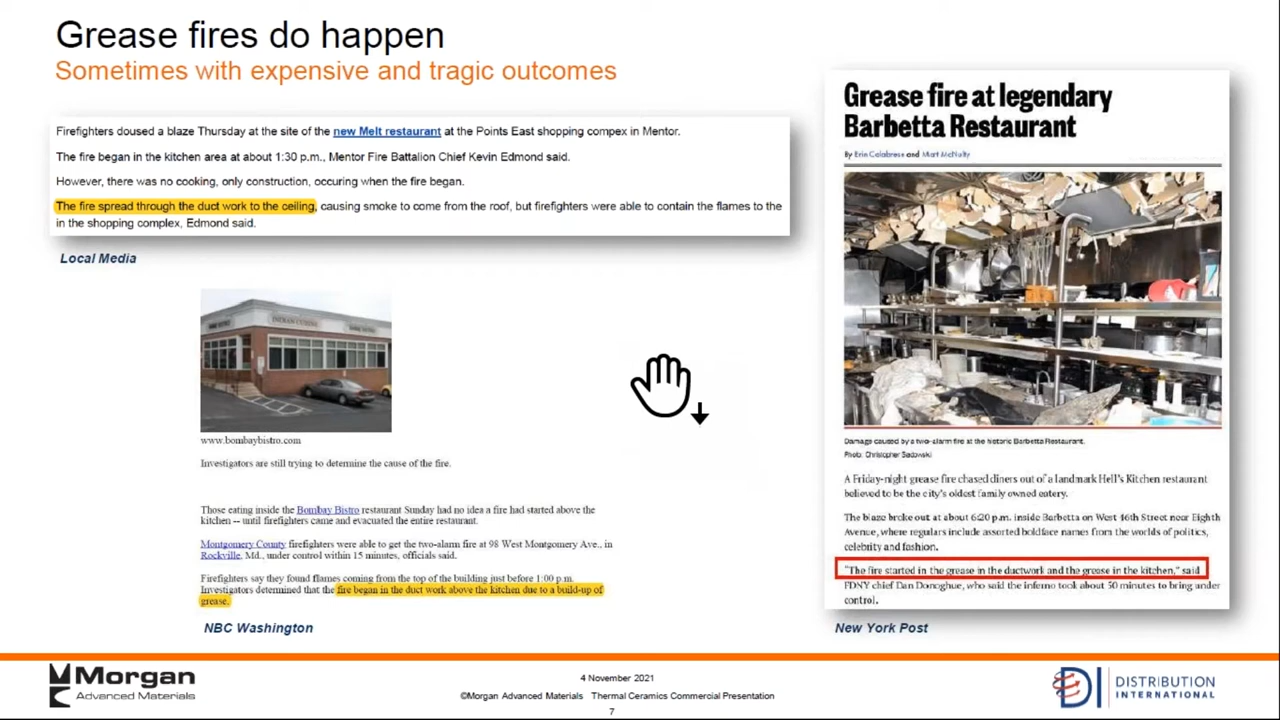 Grease fires do happen
Sometimes with expensive and tragic outcomes
Firefighters doused a blaze Thursday at the site of the new Melt restaurant at the Points East shopping compex in Mentor.
The fire began in the kitchen area at about 1:30 p.m., Mentor Fire Battalion Chief Kevin Edmond said.
However, there was no cooking, only construction, occuring when the fire began.
The fire spread through the duct work to the ceiling, causing smoke to come from the roof, but firefighters were able to contain the flames to the
in the shopping complex, Edmond said.
Local Media
INDIAN CUISINE
www.bombaybistro.com
Investigators are still trying to determine the cause of the fire.
Those eating inside the Bombay Bistro restaurant Sunday had no idea a fire had started above the
kitchen -- until firefighters came and evacuated the entire restaurant.
Montgomery County firefighters were able to get the two-alarm fire at 98 West Montgomery Ave., in
Rockville, Md., under control within 15 minutes, officials said.
Firefighters say they found flames coming from the top of the building just before 1:00 p.m.
Investigators determined that the fire began in the duct work above the kitchen due to a build-up of
grease.
NBC Washington
Grease fire at legendary
Barbetta Restaurant
By Erin Calabrese and Matt McNulty
Damage caused by a two-alarm fire at the historic Barbetta Restaurant.
Photo: Christopher Sadowski
A Friday-night grease fire chased diners out of a landmark Hell's Kitchen restaurant
believed to be the city's oldest family owned eatery.
The blaze broke out at about 6:20 p.m. inside Barbetta on West 46th Street near Eighth
Avenue, where regulars include assorted boldface names from the worlds of politics,
celebrity and fashion.
"The fire started in the grease in the ductwork and the grease in the kitchen," said
FDNY chief Dan Donoghue, who said the inferno took about 50 minutes to bring under
control.
New York Post
Morgan
Advanced Materials
4 November 2021
©Morgan Advanced Materials Thermal Ceramics Commercial Presentation
7
DI DISTRIBUTION
INTERNATIONAL